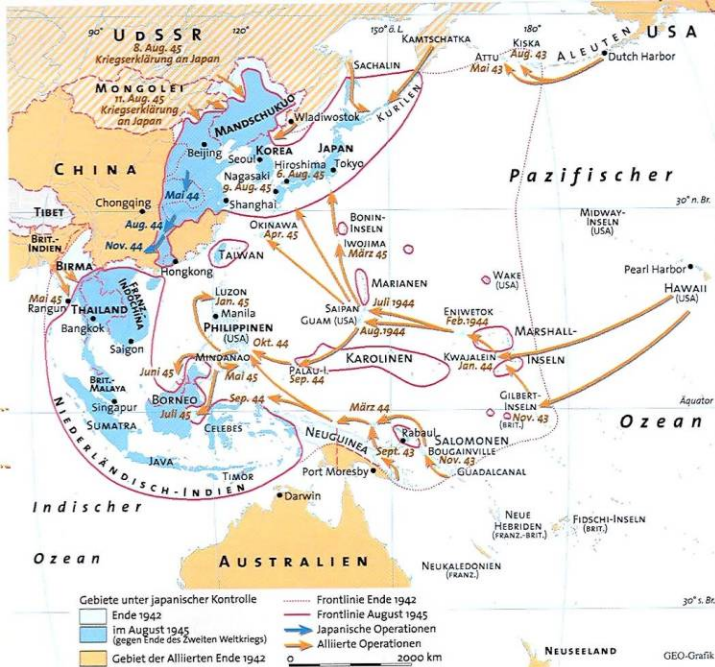 90°
UdSSR
8. Aug. 45
Kriegserklärung an Japan
120°
150° ö. L.
KAMTSCHATKA
180°
KISKA
Aug. 43
ATTU
Mai 43
ALEUTEN
USA
Dutch Harbor
SACHALIN
KURILEN
MONGOLEI
11. Aug. 45
Kriegserklärung
an Japan
MANDSCHUKUO
Wladiwostok
Beijing
KOREA
Seoul
JAPAN
Hiroshima
6. Aug. 45
Tokyo
Nagasaki
9. Aug. 45
Shanghai
CHINA
Chongqing
Mai 44
Aug. 44
Nov. 44
TIBET
BRIT.-
INDIEN
BIRMA
Hongkong
TAIWAN
OKINAWA
Apr. 45
BONIN-
INSELN
IWOJIMA
März 45
Pazifischer
30° n. Br.
MIDWAY-
INSELN
(USA)
Pearl Harbor
HAWAII
(USA)
WAKE
(USA)
MARIANEN
Mai 45
Rangun
THAILAND
Bangkok
FRANZ.
INDOCHINA
Saigon
LUZON
Jan. 45
Manila
PHILIPPINEN
(USA)
Okt. 44
SAIPAN
Juli 1944
GUAM (USA)
Aug. 1944
ENIWETOK
Feb. 1944
MARSHALL-
INSELN
KWAJALEIN
Jan. 44
KAROLINEN
PALAU-I.
Sep. 44
MINDANAO
Mai 45
Juni 45
BRIT.-
MALAYA
Singapur
SUMATRA
BORNEO
Juli 45
Sep. 44
CELEBES
JAVA
TIMOR
NIEDERLÄNDISCH-INDIEN
GILBERT-
INSELN
Nov. 43
(BRIT.)
Äquator
März 44
NEUGUINEA
Rabaul
SALOMONEN
BOUGAINVILLE
Sept. 43
Nov. 43
GUADALCANAL
Port Moresby
Ozean
Indischer
Ozean
Darwin
AUSTRALIEN
NEUE
HEBRIDEN
(FRANZ.-BRIT.)
FIDSCHI-INSELN
(BRIT.)
NEUKALEDONIEN
(FRANZ.)
30° s. Br.
NEUSEELAND
GEO-Grafik
Gebiete unter japanischer Kontrolle
Ende 1942
im August 1945
(gegen Ende des Zweiten Weltkriegs)
Gebiet der Alliierten Ende 1942
Frontlinie Ende 1942
Frontlinie August 1945
Japanische Operationen
Alliierte Operationen
0 2000 km